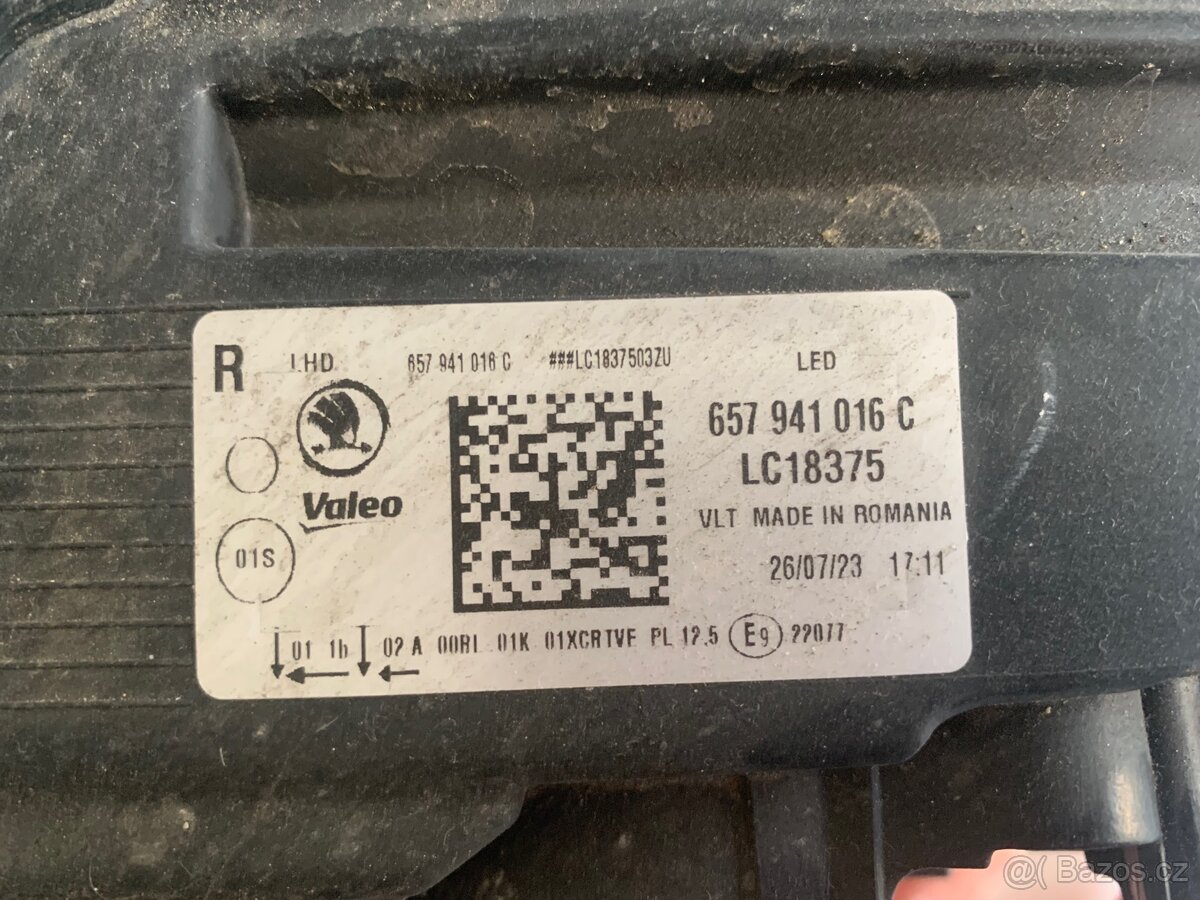 R LHD 657 941 016 C ###LC1837503ZU LED
657 941 016 C
Valeo LC18375
VLT MADE IN ROMANIA
01S 26/07/23 17:11
01 1b 02 A 00RL 01K 01XCRTVE PL 12.5 E9 22077
@( Bazos.cz